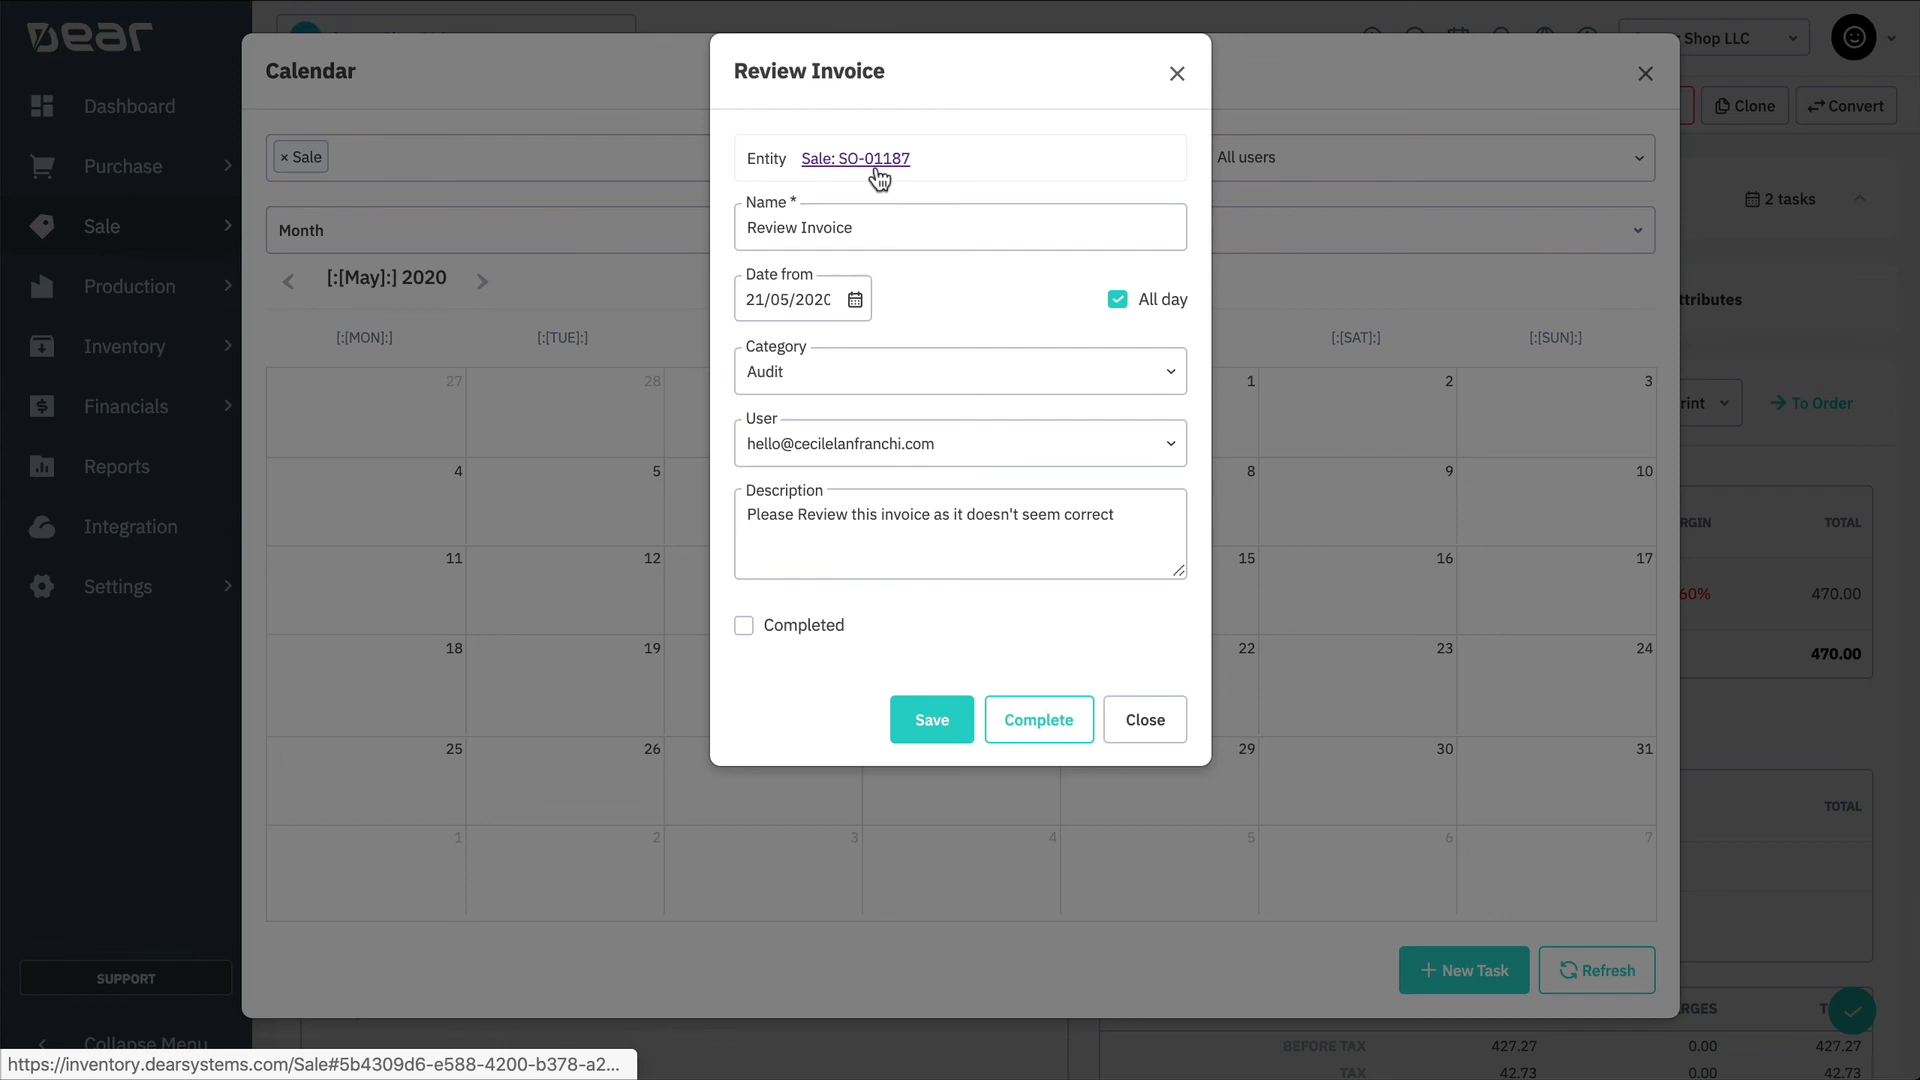 Dear
Dashboard
Purchase
Sale
Production
Inventory
Financials
Reports
Integration
Settings
SUPPORT
Collapse Menu
https://inventory.dearsystems.com/Sale#5b4309d6-e588-4200-b378-a2...
Shop LLC
Clone
Convert
2 tasks
ttributes
rint
To Order
RGIN TOTAL
60% 470.00
470.00
TOTAL
RGES T
BEFORE TAX 427.27 0.00 427.27
TAX 42.73 0.00 42.73
Calendar
× Sale
All users
Month
[:[May]:] 2020
[:[MON]:] [:[TUE]:] [:[SAT]:] [:[SUN]:]
27 28 1 2 3
4 5 8 9 10
11 12 15 16 17
18 19 22 23 24
25 26 29 30 31
1 2 3 4 5 6 7
+ New Task
Refresh
Review Invoice
Entity Sale: SO-01187
Name *
Review Invoice
Date from
21/05/2020
All day
Category
Audit
User
hello@cecilelanfranchi.com
Description
Please Review this invoice as it doesn't seem correct
Completed
Save Complete Close